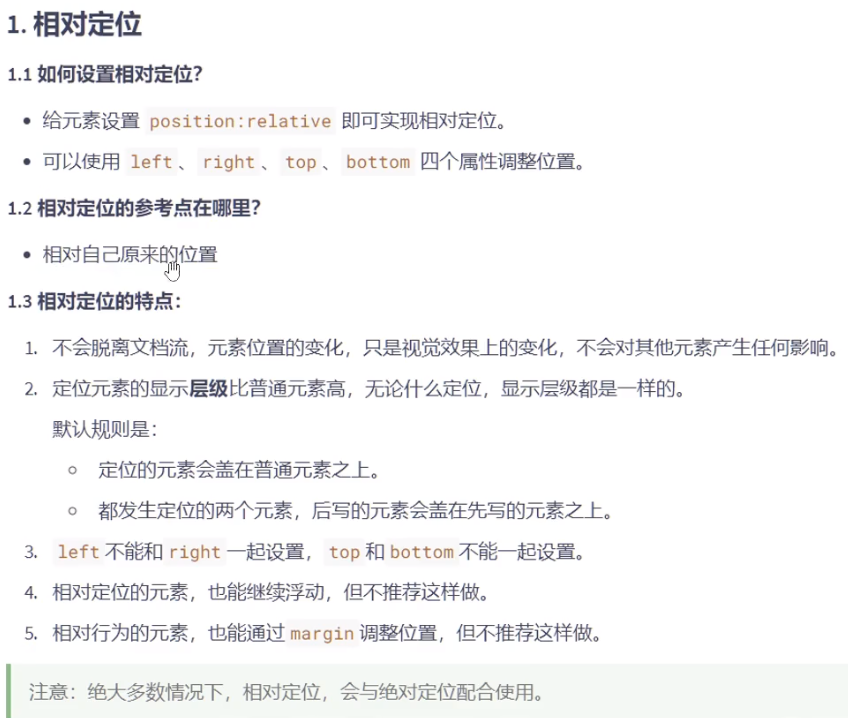 1. 相对定位
1.1 如何设置相对定位？
• 给元素设置 position:relative 即可实现相对定位。
• 可以使用 left 、 right 、 top 、 bottom 四个属性调整位置。
1.2 相对定位的参考点在哪里？
• 相对自己原来的位置
1.3 相对定位的特点：
1. 不会脱离文档流，元素位置的变化，只是视觉效果上的变化，不会对其他元素产生任何影响。
2. 定位元素的显示层级比普通元素高，无论什么定位，显示层级都是一样的。
默认规则是：
◦ 定位的元素会盖在普通元素之上。
◦ 都发生定位的两个元素，后写的元素会盖在先写的元素之上。
3. left 不能和 right 一起设置， top 和 bottom 不能一起设置。
4. 相对定位的元素，也能继续浮动，但不推荐这样做。
5. 相对行为的元素，也能通过 margin 调整位置，但不推荐这样做。
注意：绝大多数情况下，相对定位，会与绝对定位配合使用。